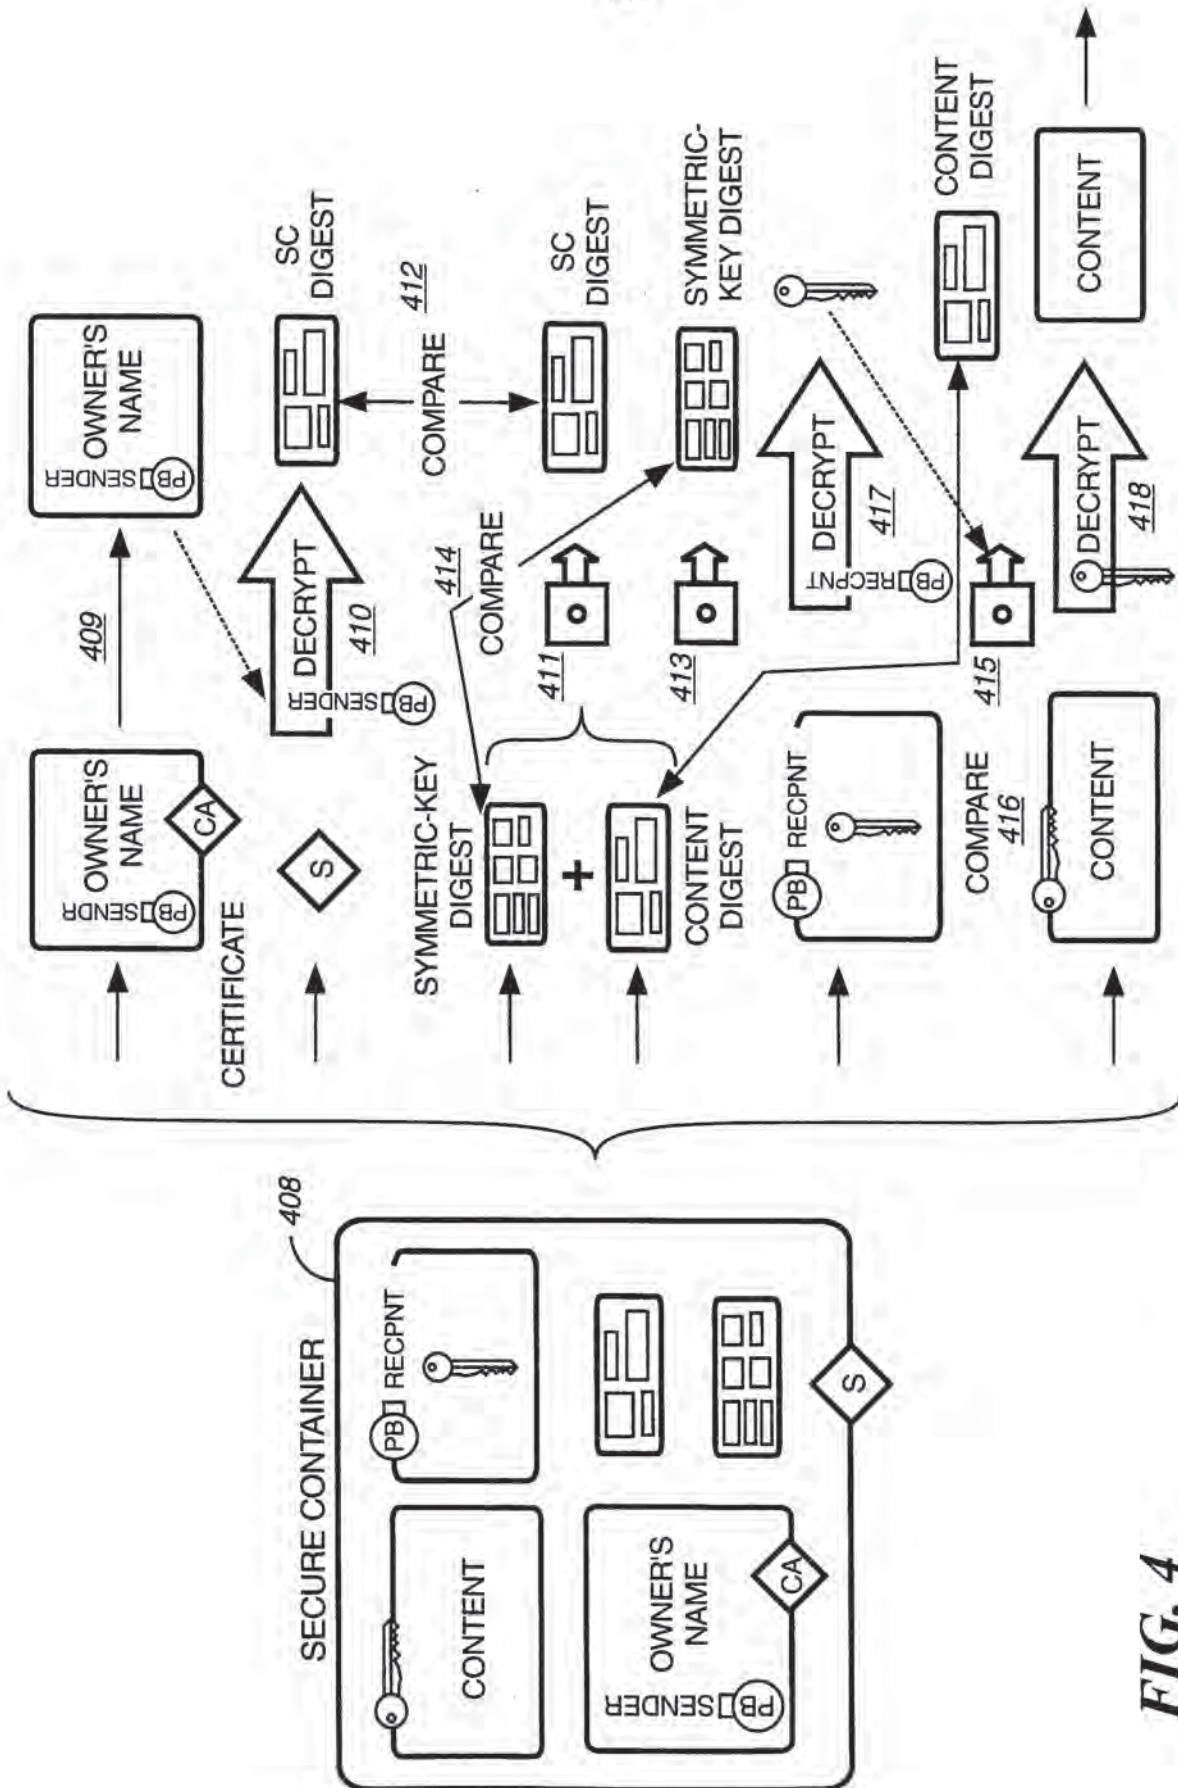 SECURE CONTAINER
408
CONTENT
PB RECPNT
OWNER'S
NAME
PB SENDER
CA
S
OWNER'S
NAME
PB SENDR
CA
CERTIFICATE
409
OWNER'S
NAME
PB SENDER
S
DECRYPT
410
PB SENDER
SC
DIGEST
COMPARE
412
SC
DIGEST
SYMMETRIC-KEY
DIGEST
+
CONTENT
DIGEST
414
COMPARE
411
413
SYMMETRIC-
KEY DIGEST
PB RECPNT
DECRYPT
417
PB RECPNT
COMPARE
416
415
CONTENT
DIGEST
CONTENT
DECRYPT
418
CONTENT
FIG. 4